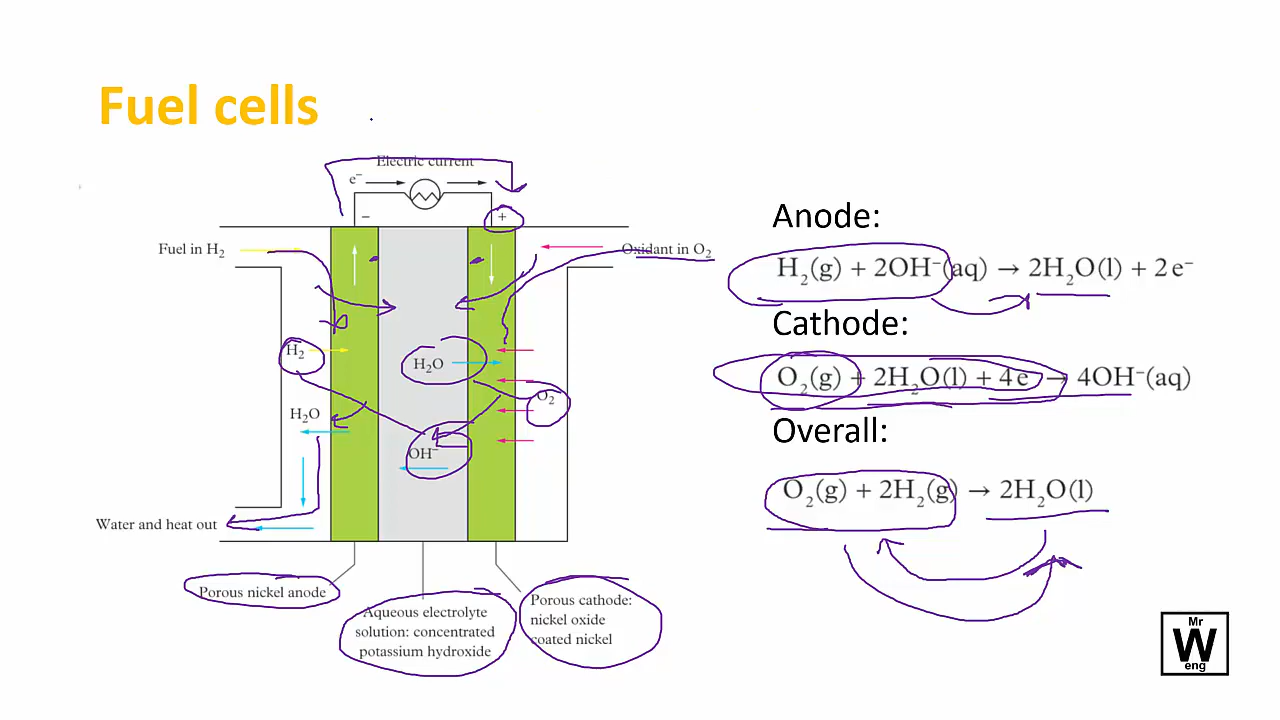 Fuel cells
Electric current
e⁻
− +
Fuel in H₂
Oxidant in O₂
H₂
H₂O
O₂
H₂O
OH⁻
Water and heat out
Porous nickel anode
Aqueous electrolyte
solution: concentrated
potassium hydroxide
Porous cathode:
nickel oxide
coated nickel
Anode:
H₂(g) + 2OH⁻(aq) → 2H₂O(l) + 2e⁻
Cathode:
O₂(g) + 2H₂O(l) + 4e → 4OH⁻(aq)
Overall:
O₂(g) + 2H₂(g) → 2H₂O(l)
Mr
W
eng